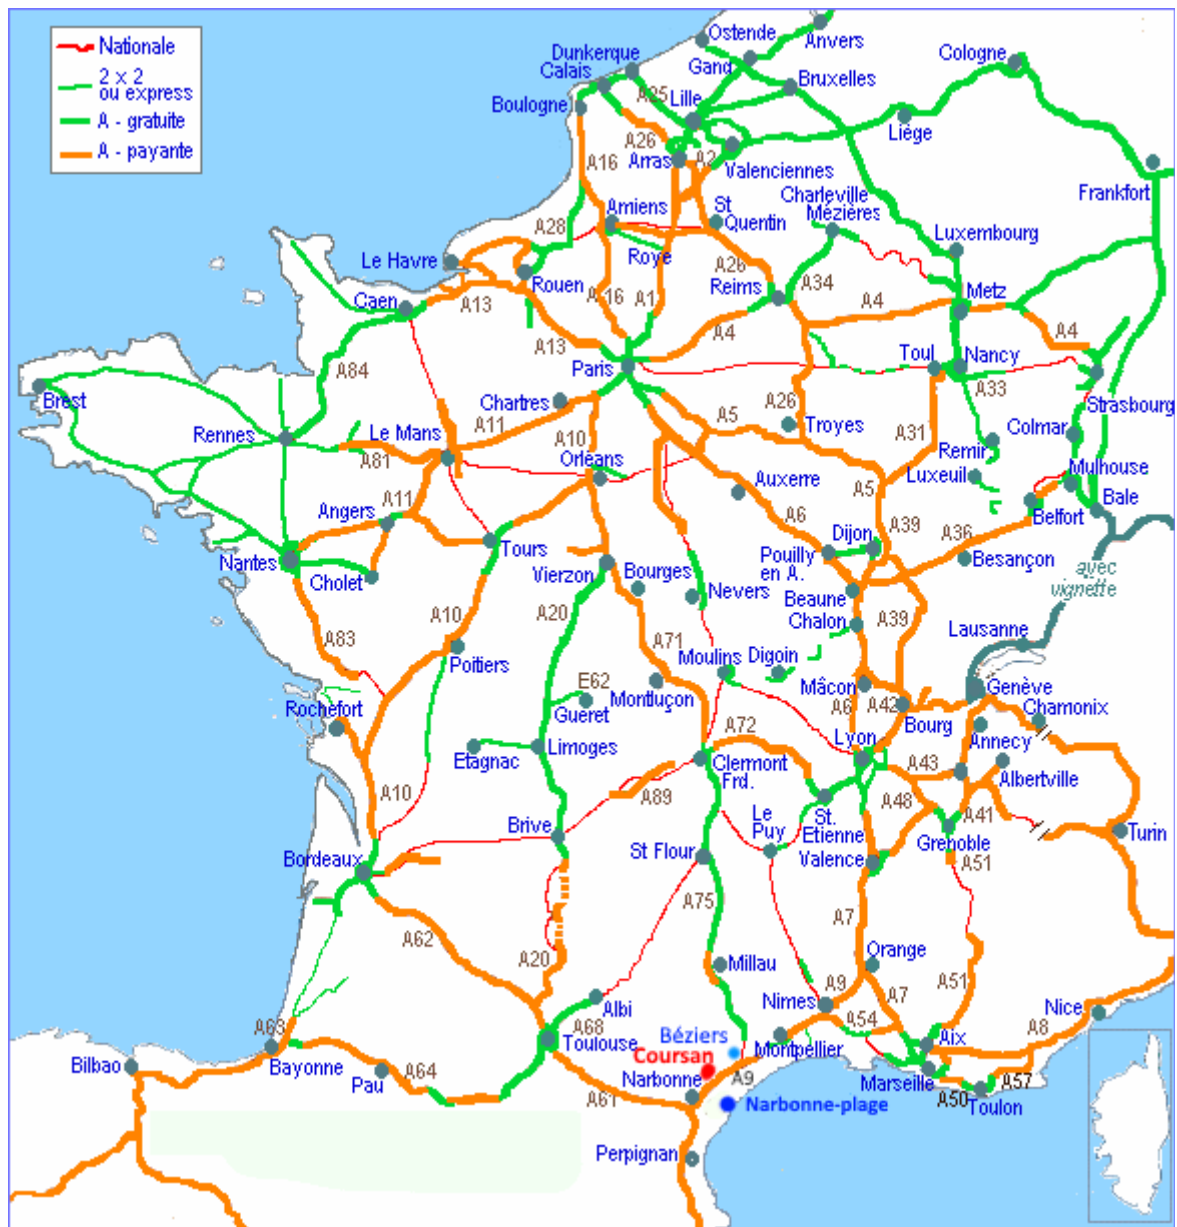 Nationale
2 x 2
ou express
A - gratuite
A - payante
Ostende
Anvers
Dunkerque
Gand
Cologne
Calais
Bruxelles
Boulogne
A25
Lille
Liège
A26
Arras
A2
A16
Valenciennes
Frankfort
Charleville
Mézières
Amiens
St
Quentin
A28
Luxembourg
Le Havre
Roye
A26
Rouen
A16
A1
Reims
A34
Caen
A13
A4
Metz
A13
A4
A4
Paris
Toul
Nancy
A84
A33
Brest
Chartres
Strasbourg
A11
A5
A26
Troyes
Rennes
Le Mans
A10
A31
Colmar
A81
Orléans
Remir
Luxeuil
Mulhouse
A11
Auxerre
A5
Bale
Angers
A6
A39
Belfort
Dijon
A36
Nantes
Tours
Pouilly
en A.
Besançon
Cholet
Vierzon
Bourges
avec
vignette
Nevers
Beaune
A10
A20
Chalon
A39
A71
Lausanne
A83
Poitiers
Moulins
Digoin
Mâcon
Genève
E62
Montluçon
Rochefort
Gueret
A6
A42
Bourg
Chamonix
A72
Lyon
Annecy
Etagnac
Limoges
Clermont
Frd.
A43
Albertville
A10
A89
A48
Le
Puy
St.
Etienne
A41
Brive
Grenoble
Turin
Bordeaux
St Flour
Valence
A51
A75
A7
A62
Orange
A20
Millau
A51
A9
A7
Albi
Nimes
Nice
A63
A68
A54
A8
Toulouse
Béziers
Montpellier
Aix
Bilbao
Bayonne
Coursan
Pau
A64
Narbonne
A9
Marseille
A57
A61
A50
Toulon
Narbonne-plage
Perpignan